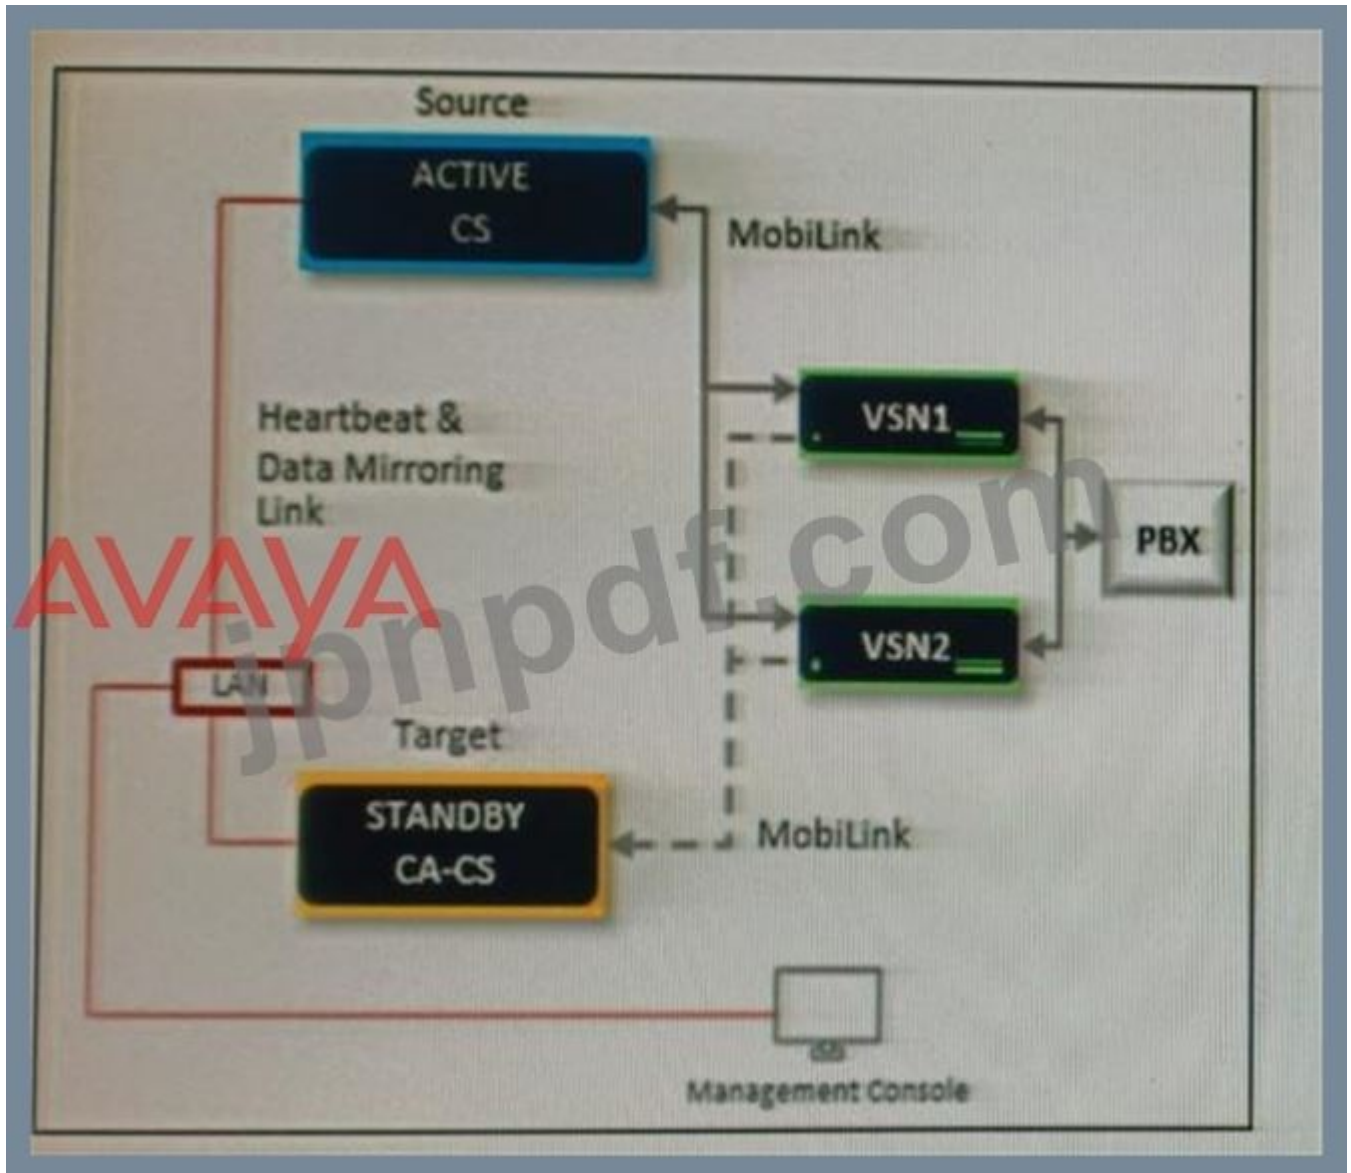 Source
ACTIVE
CS
MobiLink
Heartbeat &
Data Mirroring
Link
VSN1
PBX
AVAYA
jpnpdf.com
VSN2
LAN
Target
STANDBY
CA-CS
MobiLink
Management Console